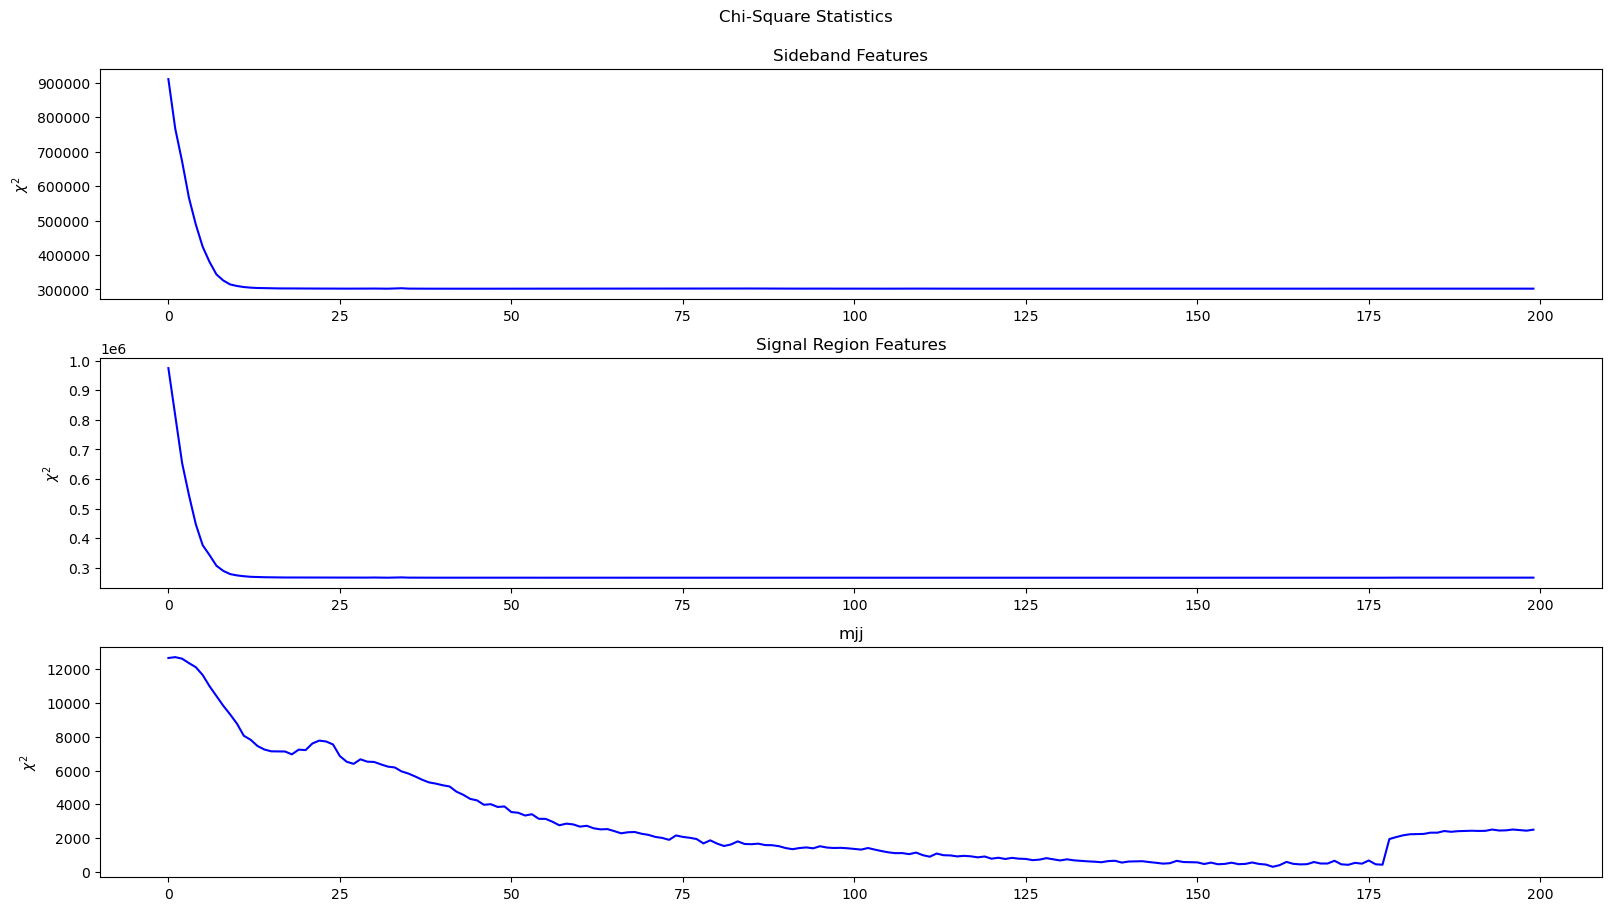 Chi-Square Statistics
Sideband Features
900000
800000
700000
600000
500000
400000
300000
χ²
0 25 50 75 100 125 150 175 200
Signal Region Features
1e6
1.0
0.9
0.8
0.7
0.6
0.5
0.4
0.3
χ²
0 25 50 75 100 125 150 175 200
mjj
12000
10000
8000
6000
4000
2000
0
χ²
0 25 50 75 100 125 150 175 200